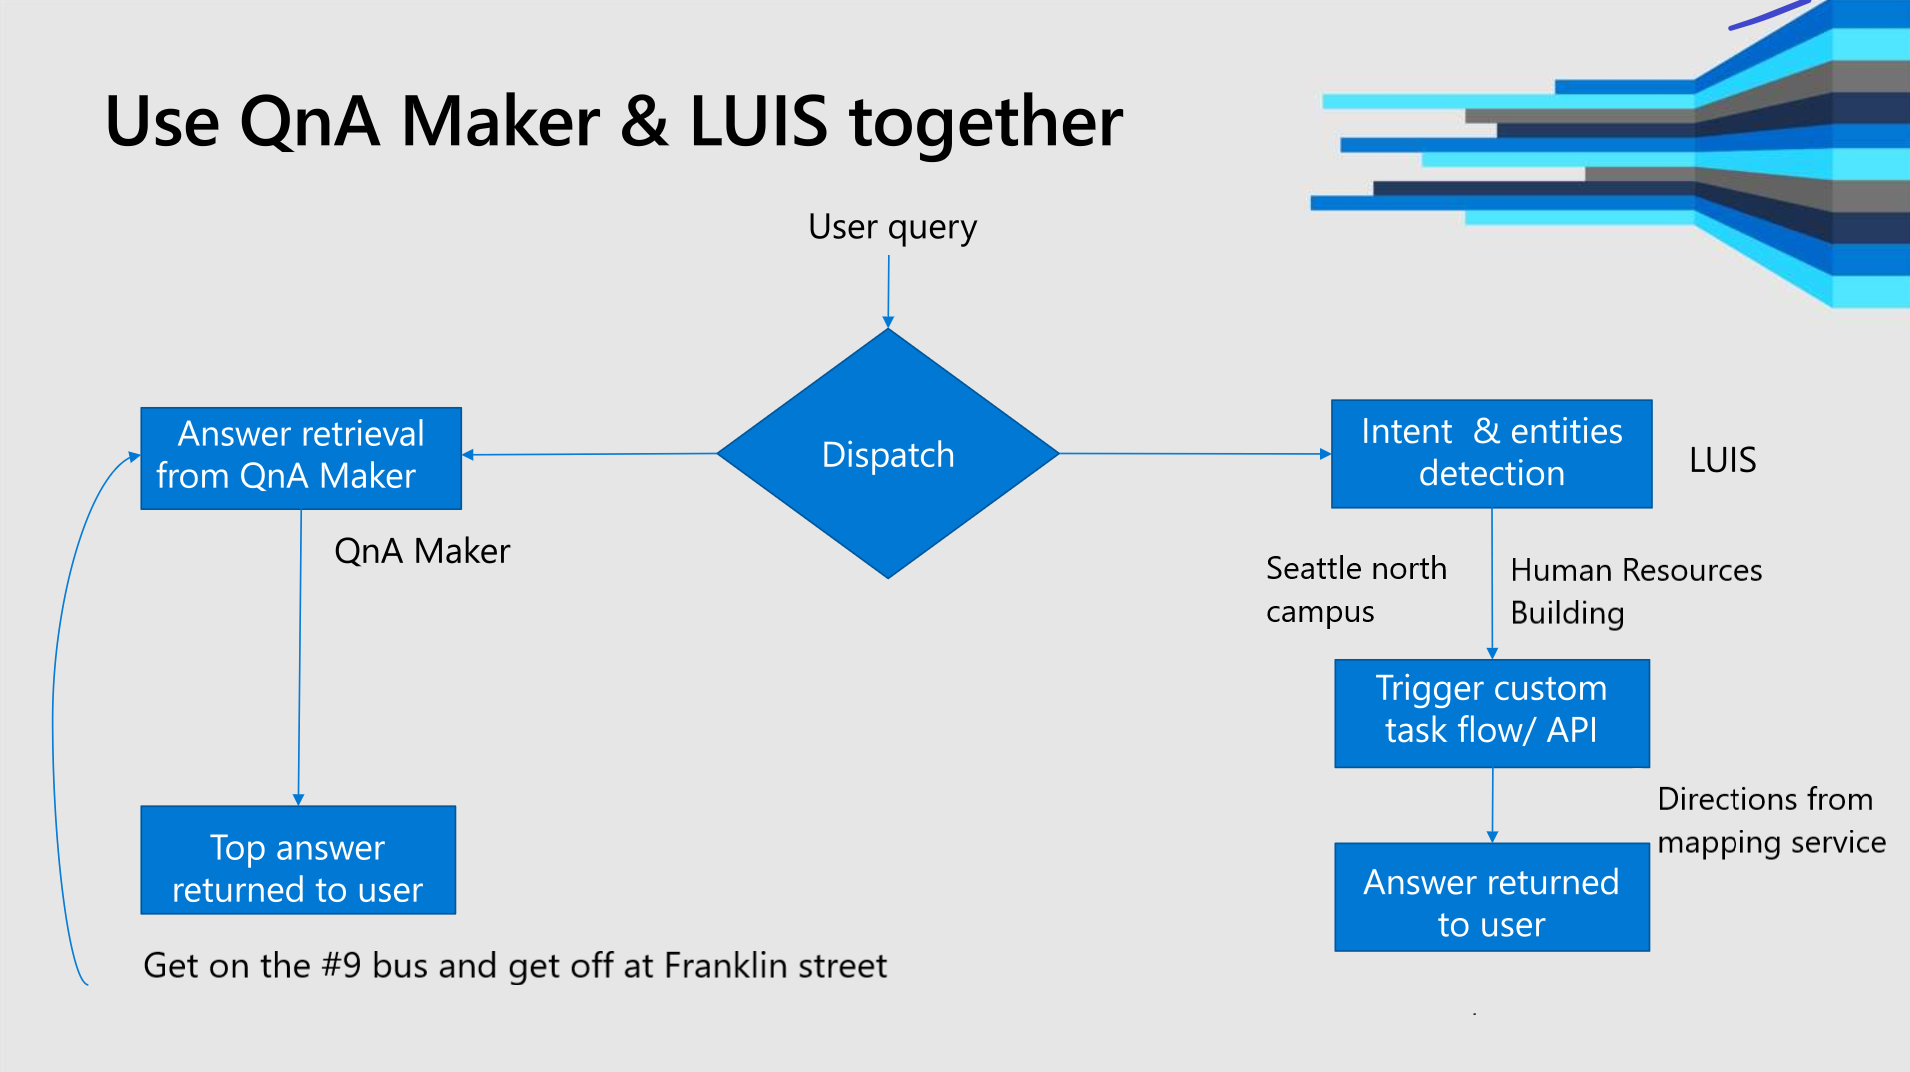 Use QnA Maker & LUIS together
User query
Dispatch
Answer retrieval
from QnA Maker
QnA Maker
Top answer
returned to user
Get on the #9 bus and get off at Franklin street
Intent & entities
detection
LUIS
Seattle north
campus
Human Resources
Building
Trigger custom
task flow/ API
Directions from
mapping service
Answer returned
to user